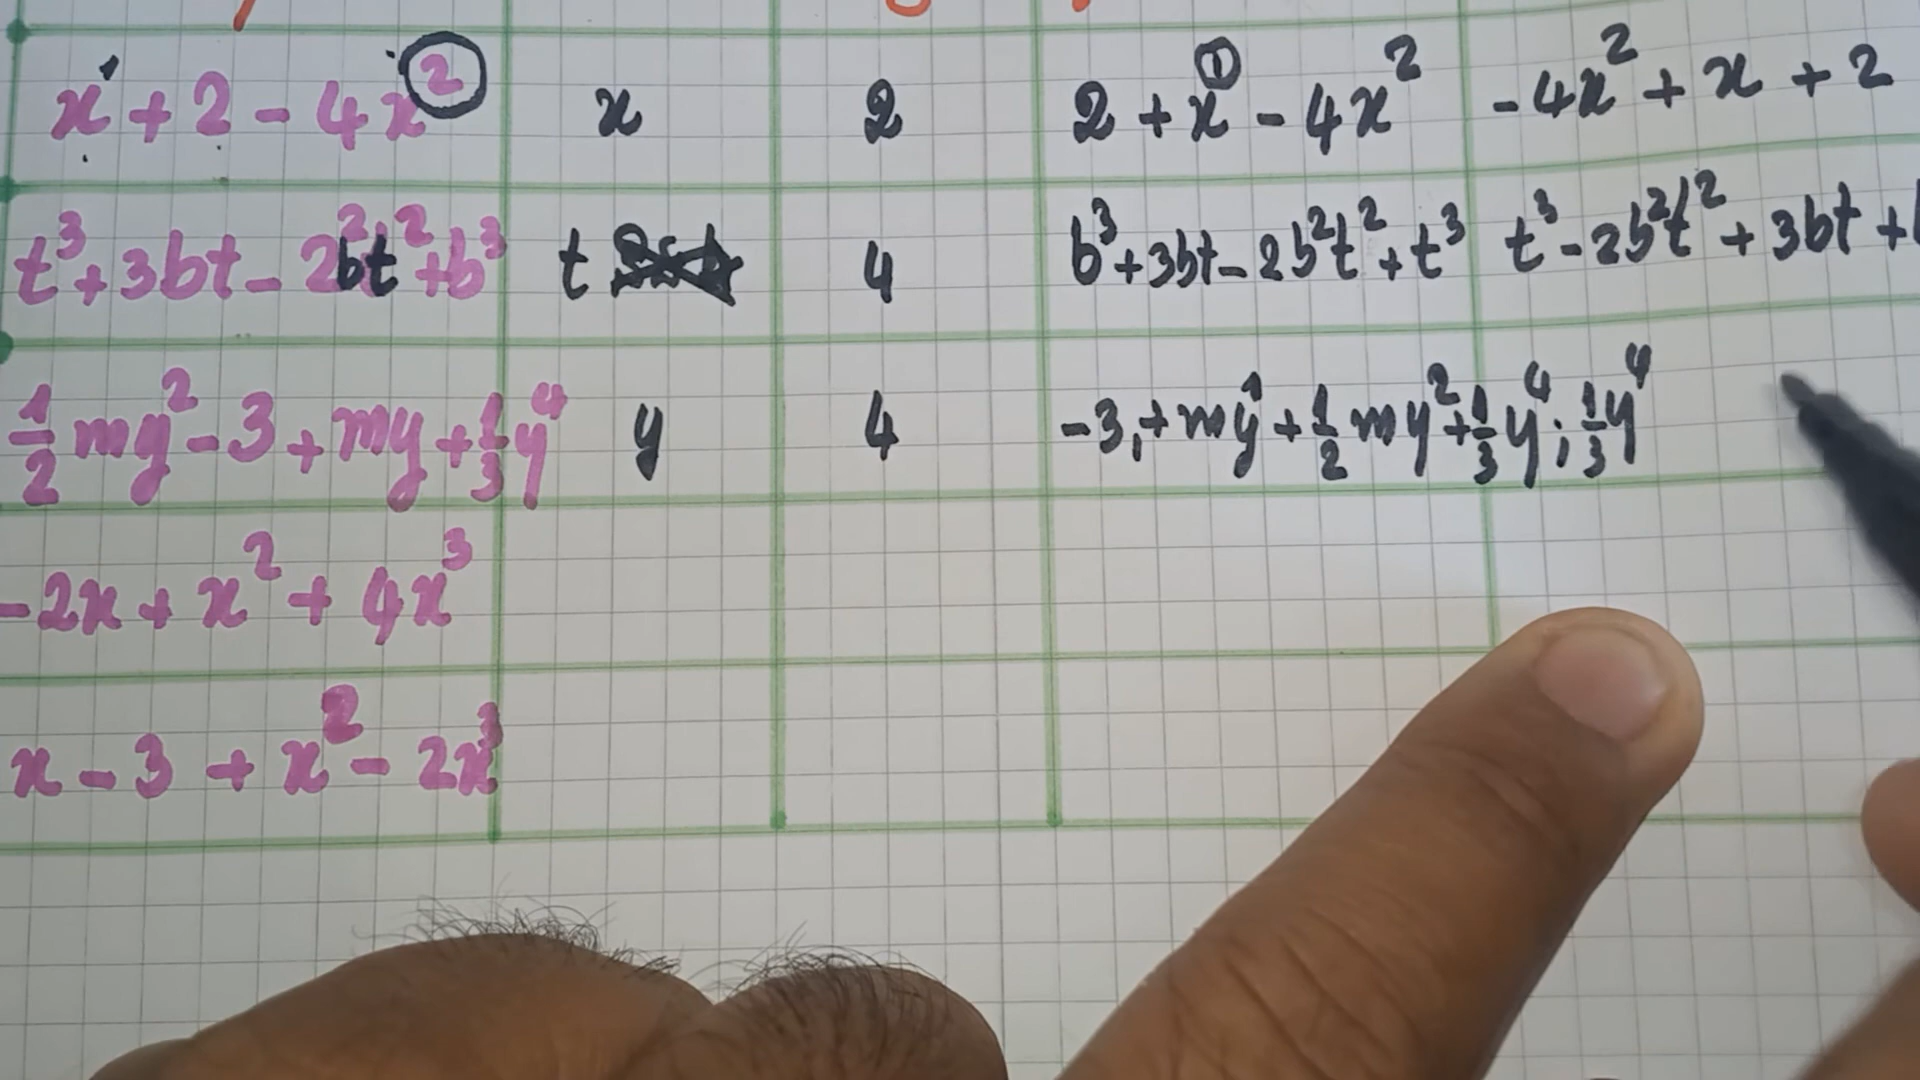 x¹ + 2 - 4x² x 2 2 + x① - 4x² -4x² + x + 2
t³ + 3bt - 2b²t² + b³ t 4 b³ + 3bt - 2b²t² + t³ t³ - 2b²t² + 3bt +
1/2 my² - 3 + my + 1/3 y⁴ y 4 -3, + my¹ + 1/2 my² + 1/3 y⁴ ; 1/3 y⁴
-2x + x² + 4x³
x - 3 + x² - 2x³